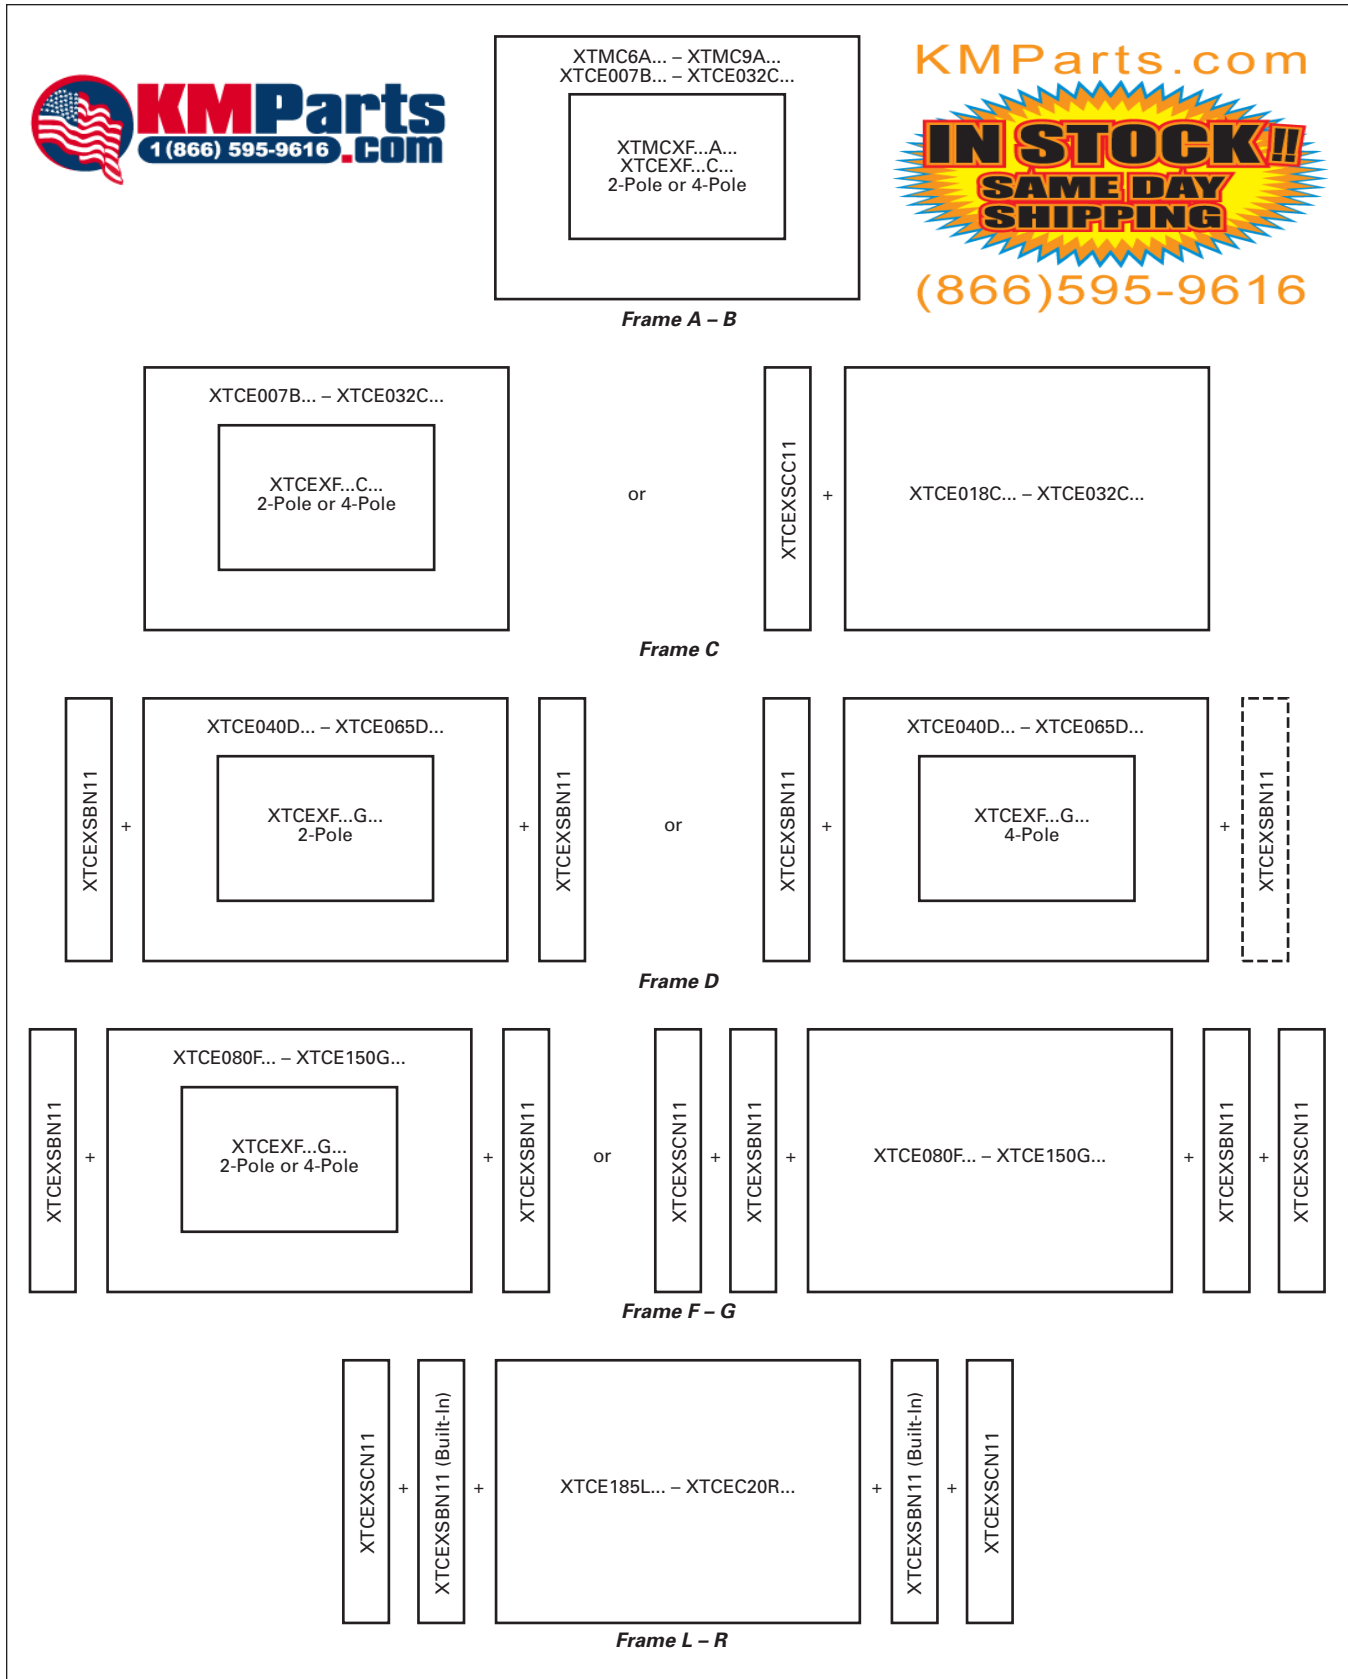 KMParts
.com
1(866) 595-9616
XTMC6A... – XTMC9A...
XTCE007B... – XTCE032C...
XTMCXF...A...
XTCEXF...C...
2-Pole or 4-Pole
KMParts.com
IN STOCK!!
SAME DAY
SHIPPING
(866)595-9616
Frame A – B
XTCE007B... – XTCE032C...
XTCEXF...C...
2-Pole or 4-Pole
or
XTCEXSCC11
+
XTCE018C... – XTCE032C...
Frame C
XTCEXSBN11
+
XTCE040D... – XTCE065D...
XTCEXF...G...
2-Pole
+
XTCEXSBN11
or
XTCEXSBN11
+
XTCE040D... – XTCE065D...
XTCEXF...G...
4-Pole
+
XTCEXSBN11
Frame D
XTCEXSBN11
+
XTCE080F... – XTCE150G...
XTCEXF...G...
2-Pole or 4-Pole
+
XTCEXSBN11
or
XTCEXSCN11
+
XTCEXSBN11
+
XTCE080F... – XTCE150G...
+
XTCEXSBN11
+
XTCEXSCN11
Frame F – G
XTCEXSCN11
+
XTCEXSBN11 (Built-In)
+
XTCE185L... – XTCEC20R...
+
XTCEXSBN11 (Built-In)
+
XTCEXSCN11
Frame L – R